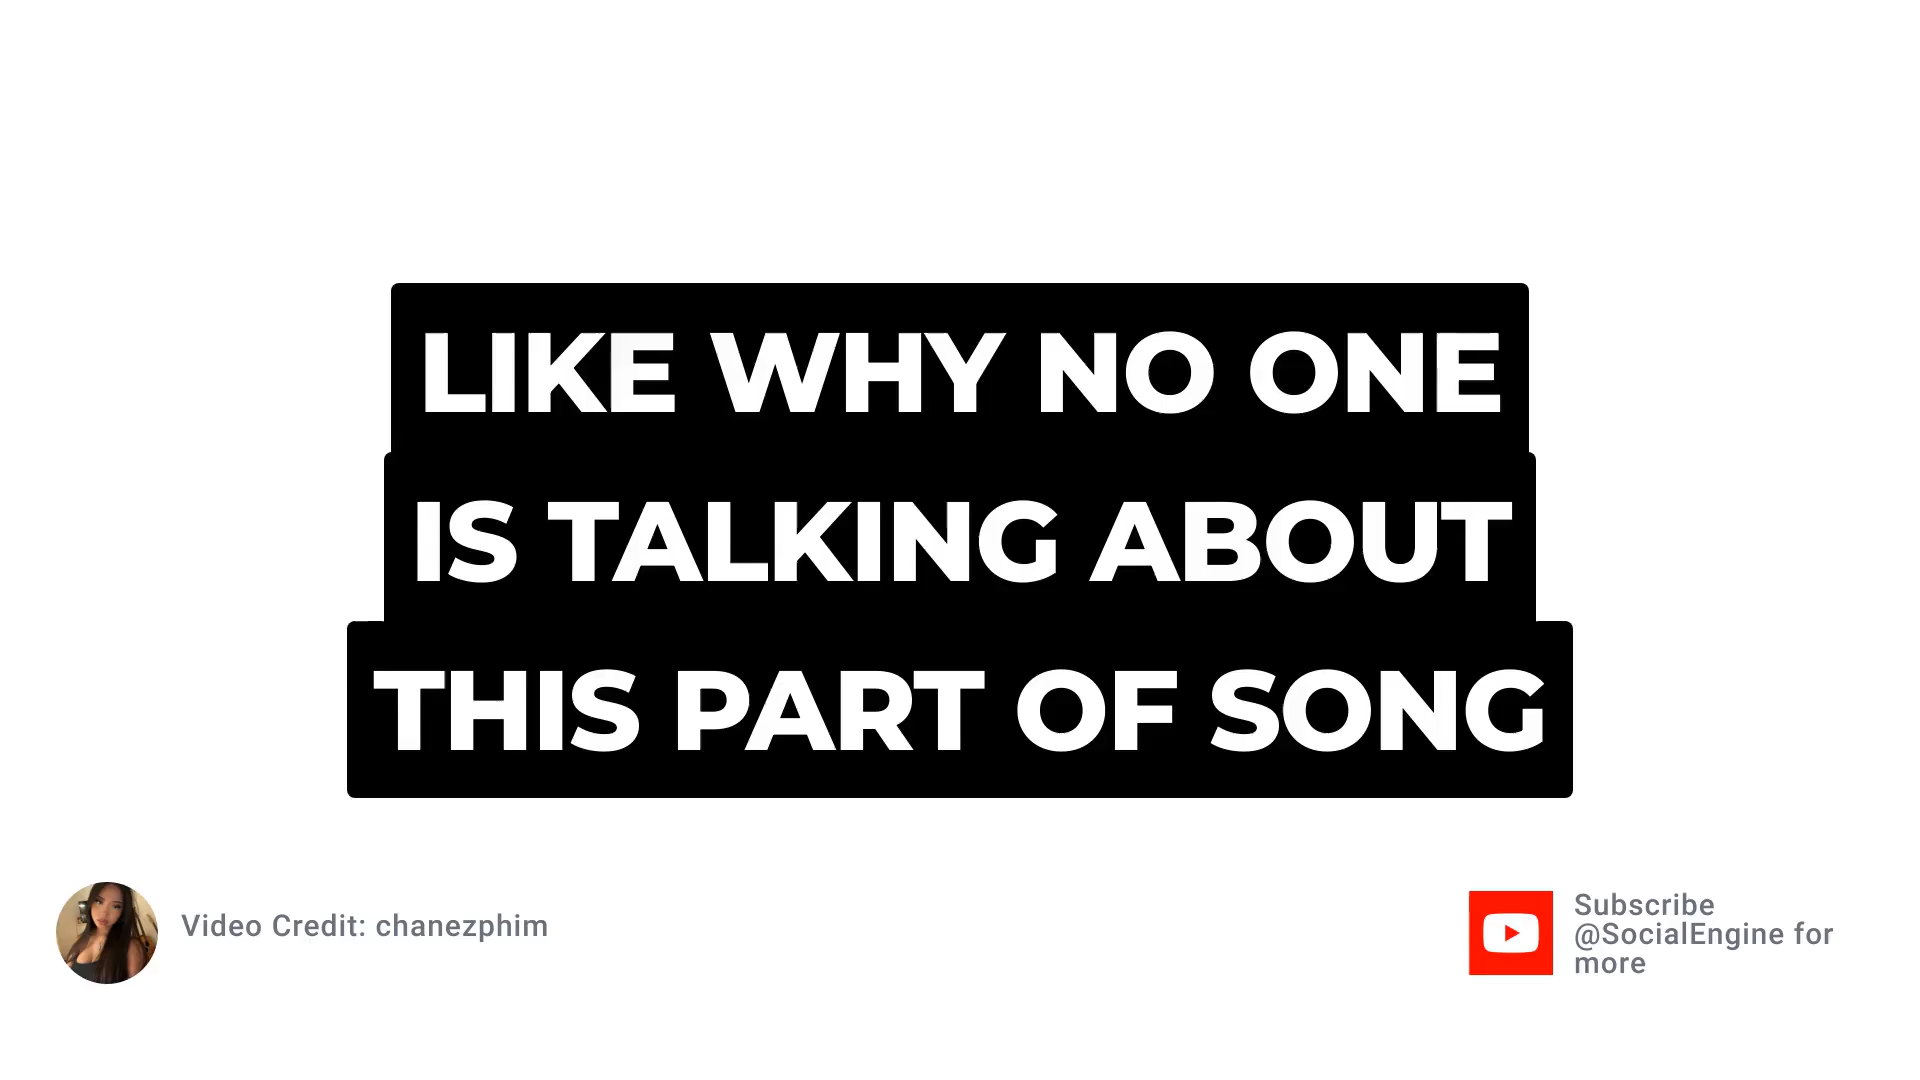 LIKE WHY NO ONE
IS TALKING ABOUT
THIS PART OF SONG
Video Credit: chanezphim
Subscribe
@SocialEngine for
more